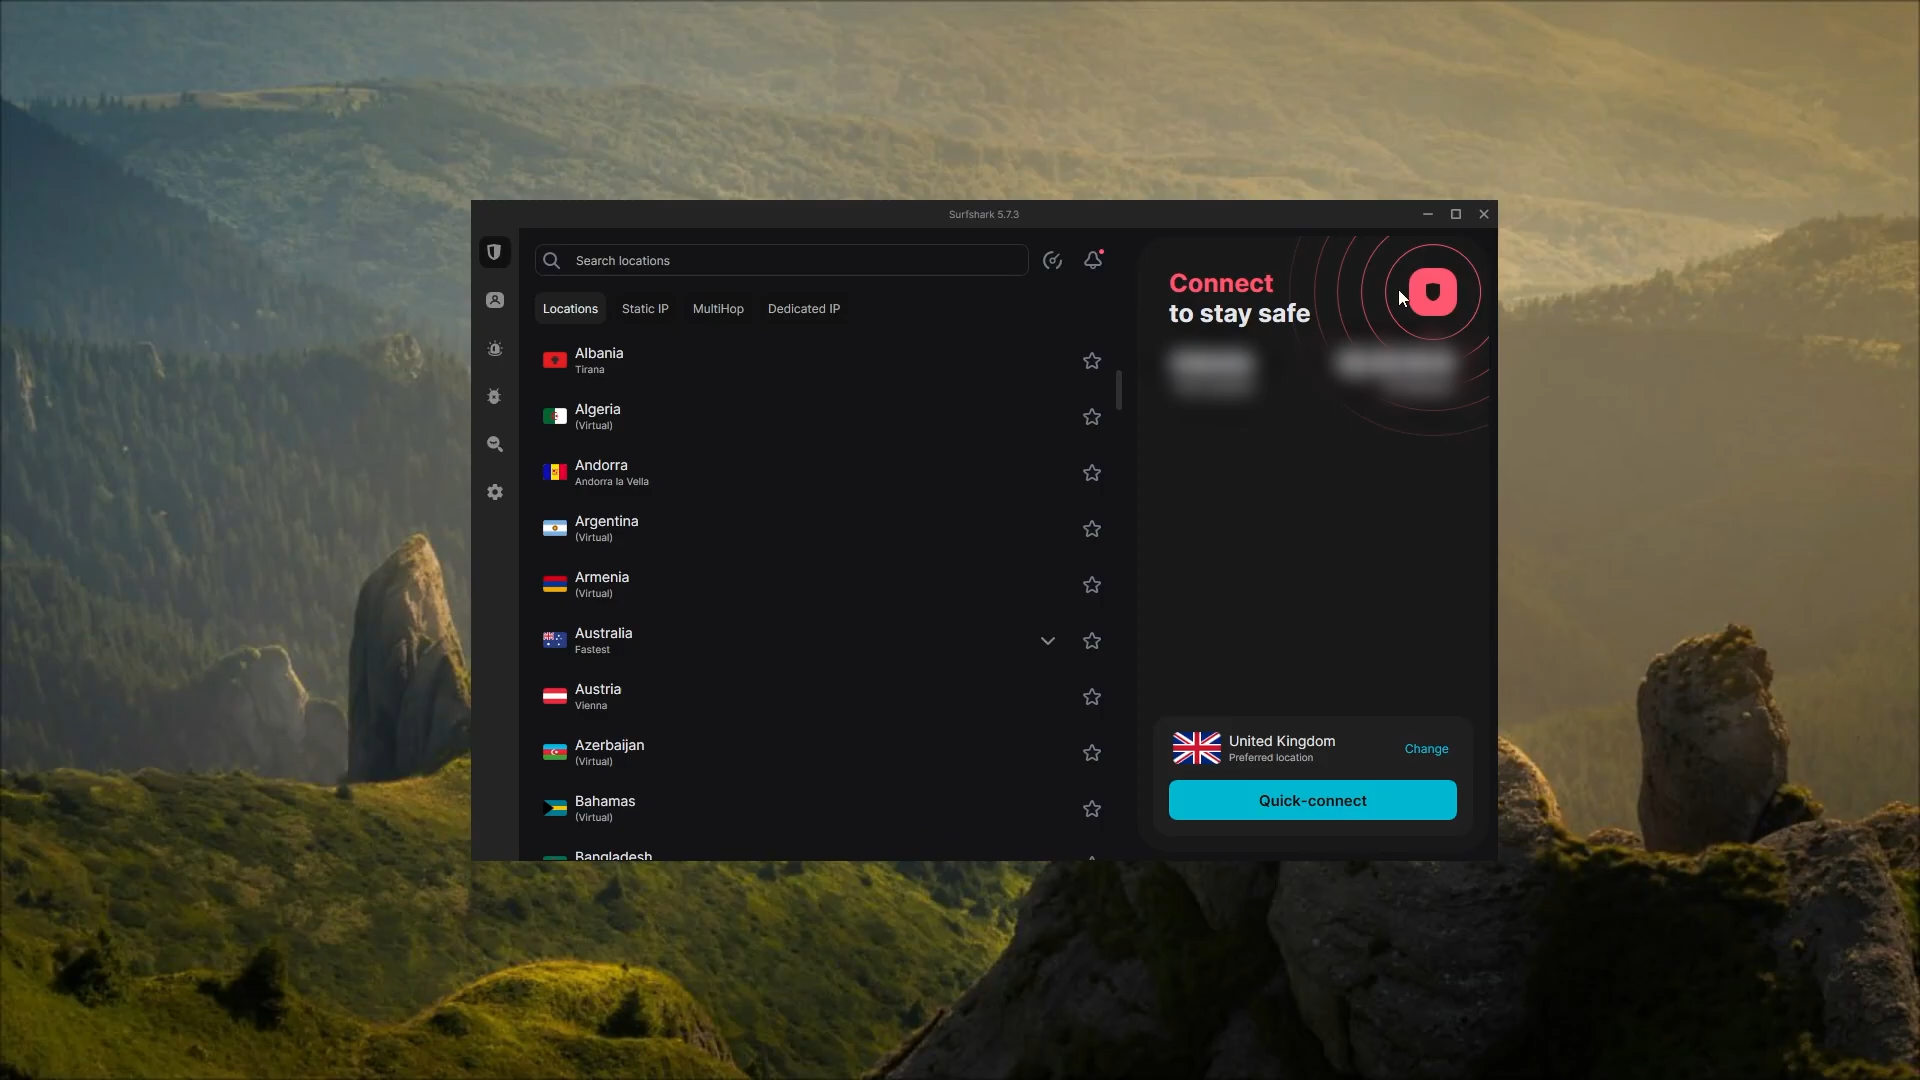 Surfshark 5.7.3
Search locations
Locations
Static IP
MultiHop
Dedicated IP
Albania
Tirana
Algeria
(Virtual)
Andorra
Andorra la Vella
Argentina
(Virtual)
Armenia
(Virtual)
Australia
Fastest
Austria
Vienna
Azerbaijan
(Virtual)
Bahamas
(Virtual)
Bangladesh
Connect
to stay safe
United Kingdom
Preferred location
Change
Quick-connect